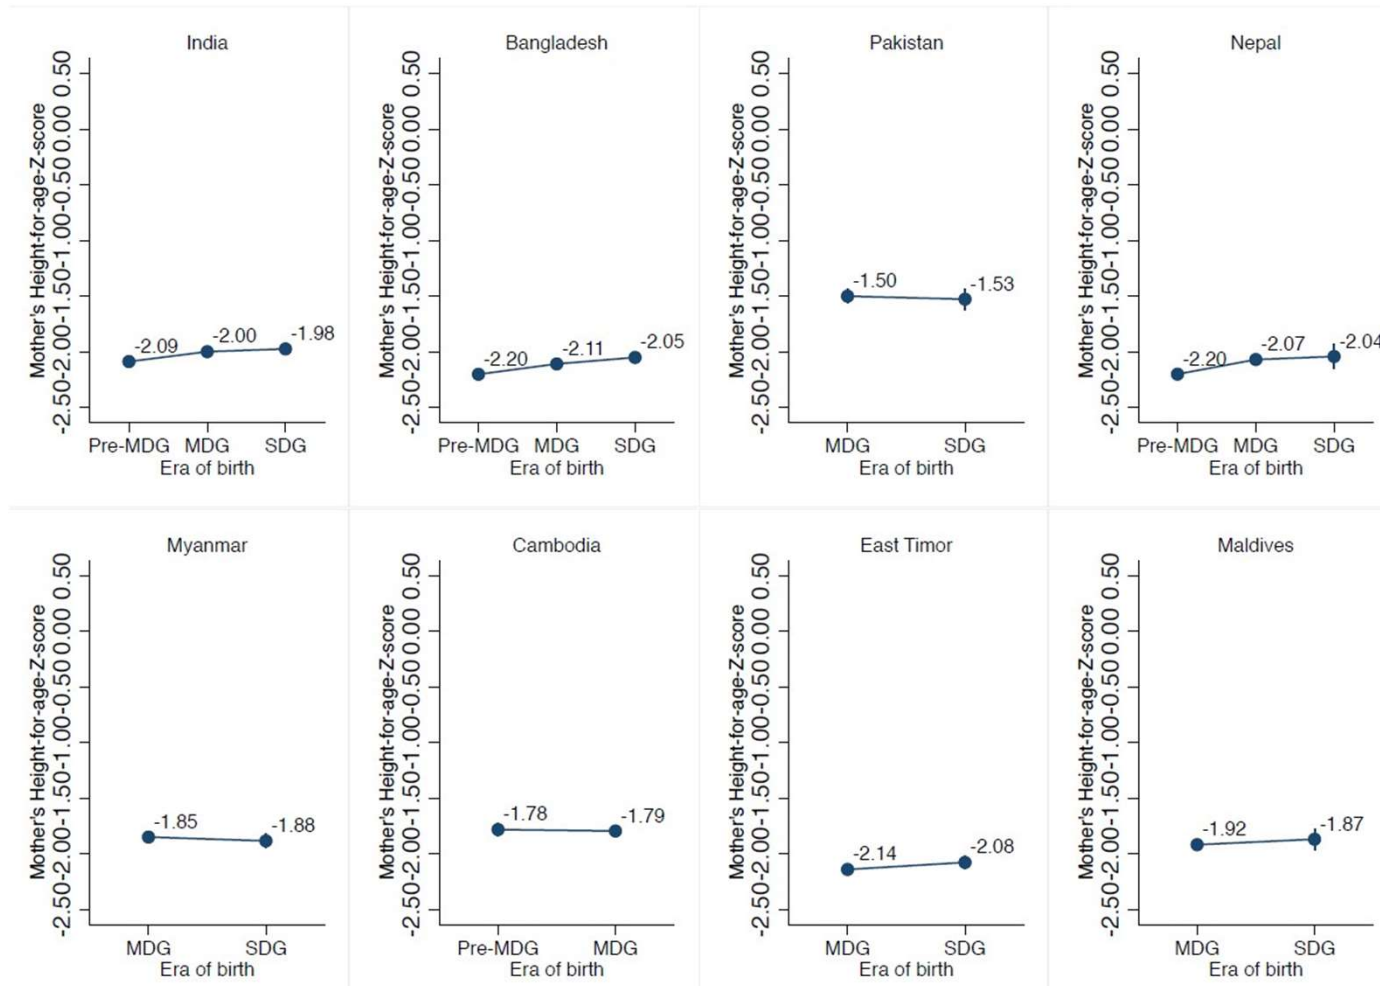 India
Mother's Height-for-age-Z-score
-2.50 -2.00 -1.50 -1.00 -0.50 0.00 0.50
-2.09
-2.00
-1.98
Pre-MDG MDG SDG
Era of birth
Bangladesh
Mother's Height-for-age-Z-score
-2.50 -2.00 -1.50 -1.00 -0.50 0.00 0.50
-2.20
-2.11
-2.05
Pre-MDG MDG SDG
Era of birth
Pakistan
Mother's Height-for-age-Z-score
-2.50 -2.00 -1.50 -1.00 -0.50 0.00 0.50
-1.50
-1.53
MDG SDG
Era of birth
Nepal
Mother's Height-for-age-Z-score
-2.50 -2.00 -1.50 -1.00 -0.50 0.00 0.50
-2.20
-2.07
-2.04
Pre-MDG MDG SDG
Era of birth
Myanmar
Mother's Height-for-age-Z-score
-2.50 -2.00 -1.50 -1.00 -0.50 0.00 0.50
-1.85
-1.88
MDG SDG
Era of birth
Cambodia
Mother's Height-for-age-Z-score
-2.50 -2.00 -1.50 -1.00 -0.50 0.00 0.50
-1.78
-1.79
Pre-MDG MDG
Era of birth
East Timor
Mother's Height-for-age-Z-score
-2.50 -2.00 -1.50 -1.00 -0.50 0.00 0.50
-2.14
-2.08
MDG SDG
Era of birth
Maldives
Mother's Height-for-age-Z-score
-2.50 -2.00 -1.50 -1.00 -0.50 0.00 0.50
-1.92
-1.87
MDG SDG
Era of birth